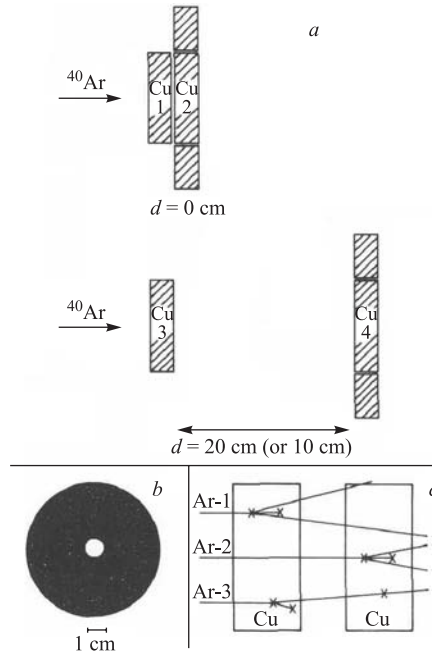 a
40Ar
Cu
1
Cu
2
d = 0 cm
40Ar
Cu
3
Cu
4
d = 20 cm (or 10 cm)
b
1 cm
Ar-1
Ar-2
Ar-3
Cu
Cu